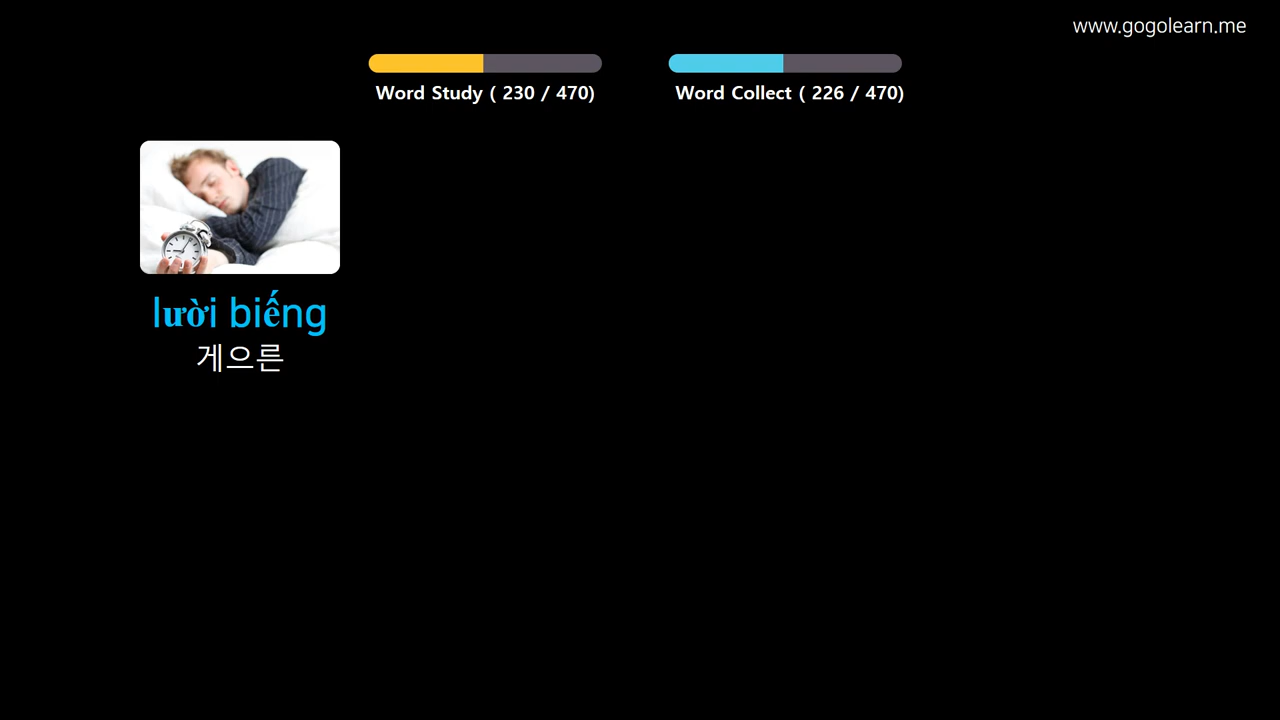 www.gogolearn.me
Word Study ( 230 / 470)
Word Collect ( 226 / 470)
lười biếng
게으른